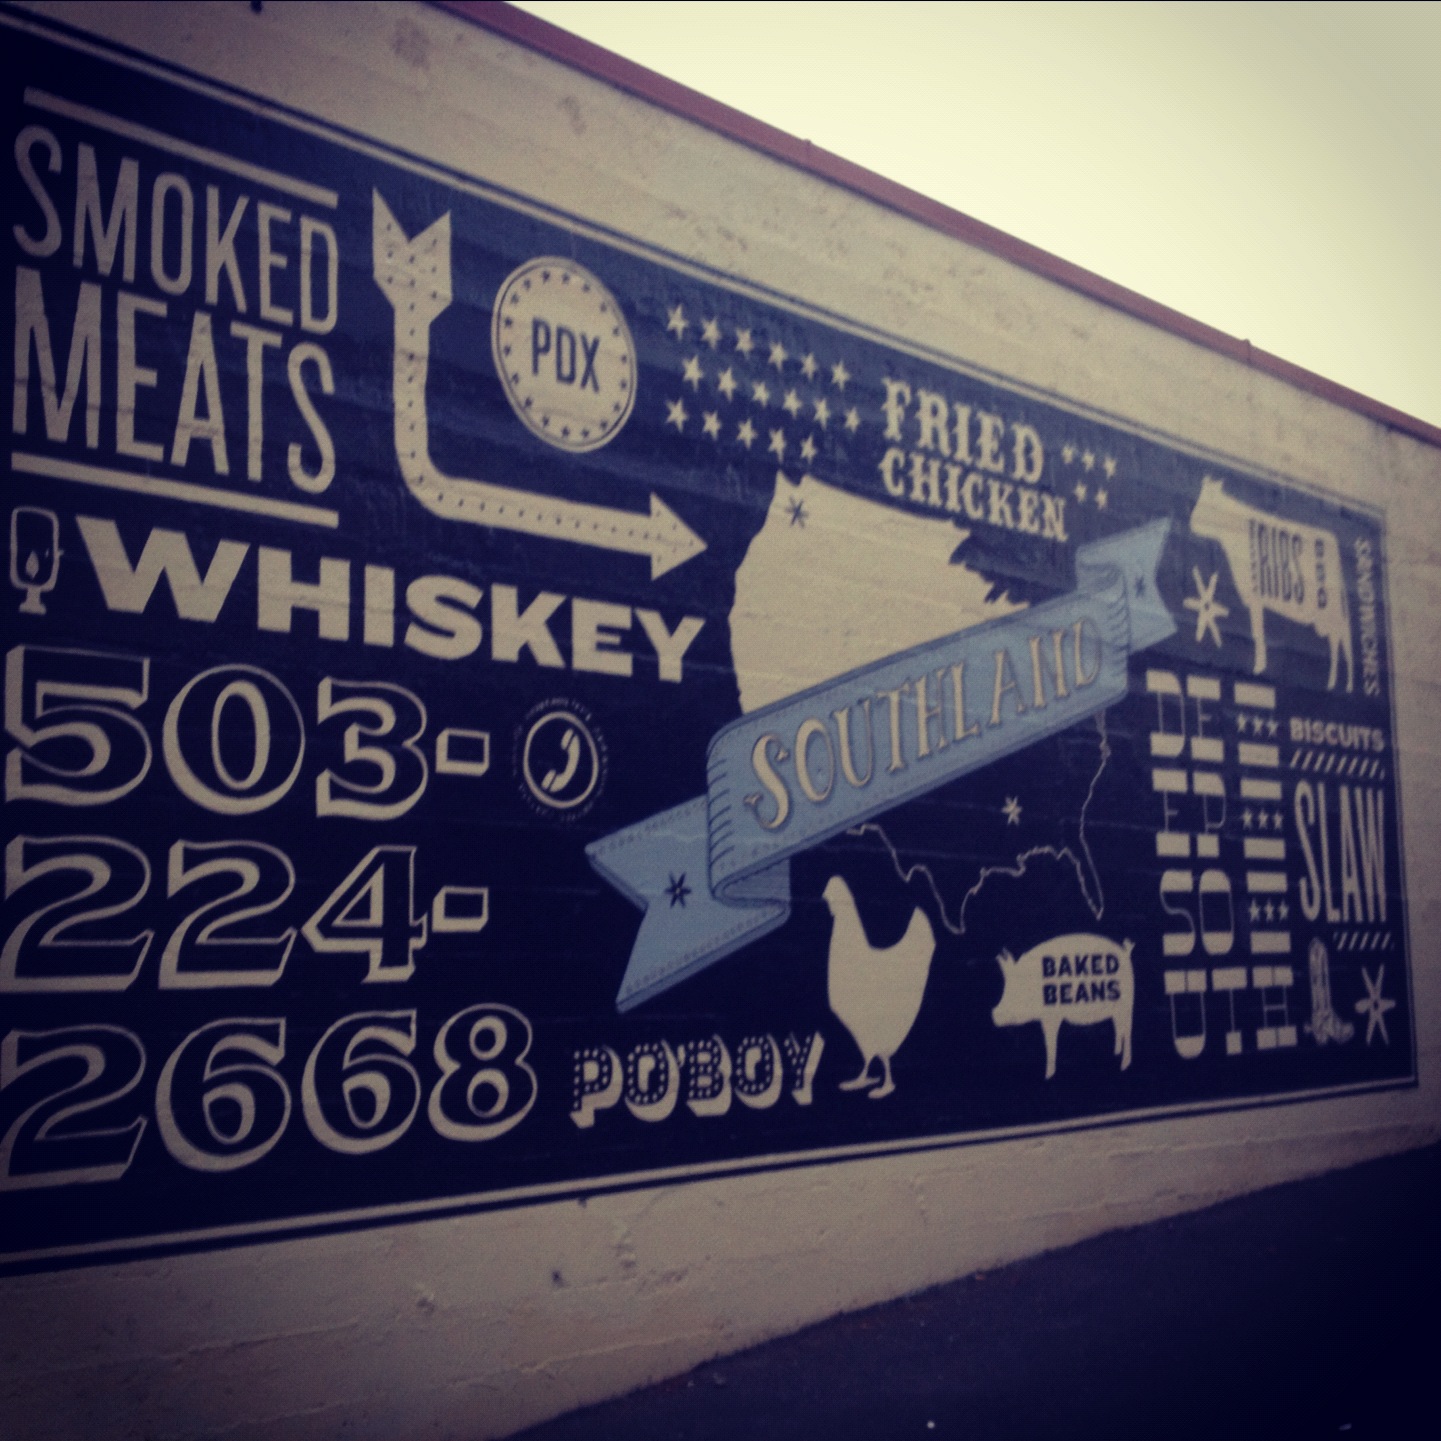 SMOKED
MEATS
PDX
FRIED
CHICKEN
WHISKEY
503-
224-
2668
SOUTHLAND
PO'BOY
BAKED
BEANS
RIBS
BBQ
SANDWICHES
DEEP SOUTH
BISCUITS
SLAW